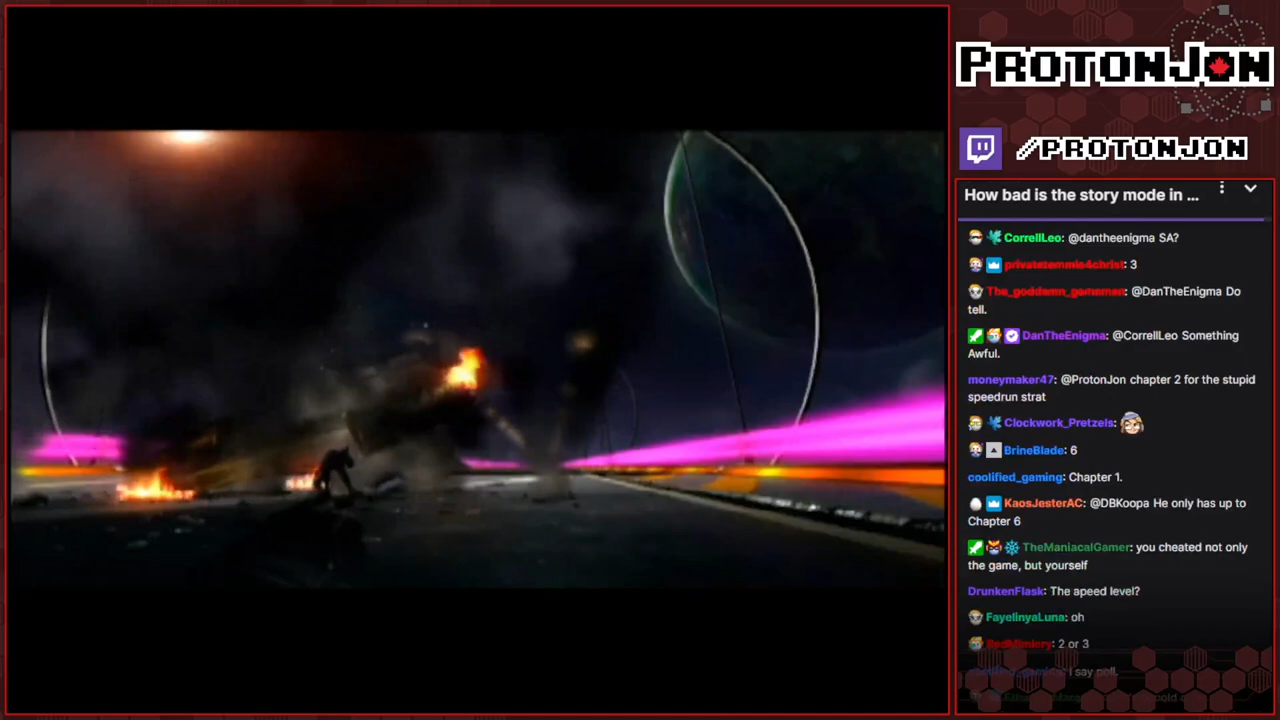 PROTONJON
/PROTONJON
How bad is the story mode in ...
CorrellLeo: @dantheenigma SA?
privatetemmie4christ: 3
The_goddamn_gamoman: @DanTheEnigma Do
tell.
DanTheEnigma: @CorrellLeo Something
Awful.
moneymaker47: @ProtonJon chapter 2 for the stupid
speedrun strat
Clockwork_Pretzels:
BrineBlade: 6
coolified_gaming: Chapter 1.
KaosJesterAC: @DBKoopa He only has up to
Chapter 6
TheManiacalGamer: you cheated not only
the game, but yourself
DrunkenFlask: The apeed level?
FayelinyaLuna: oh
: 2 or 3
: I say poll.